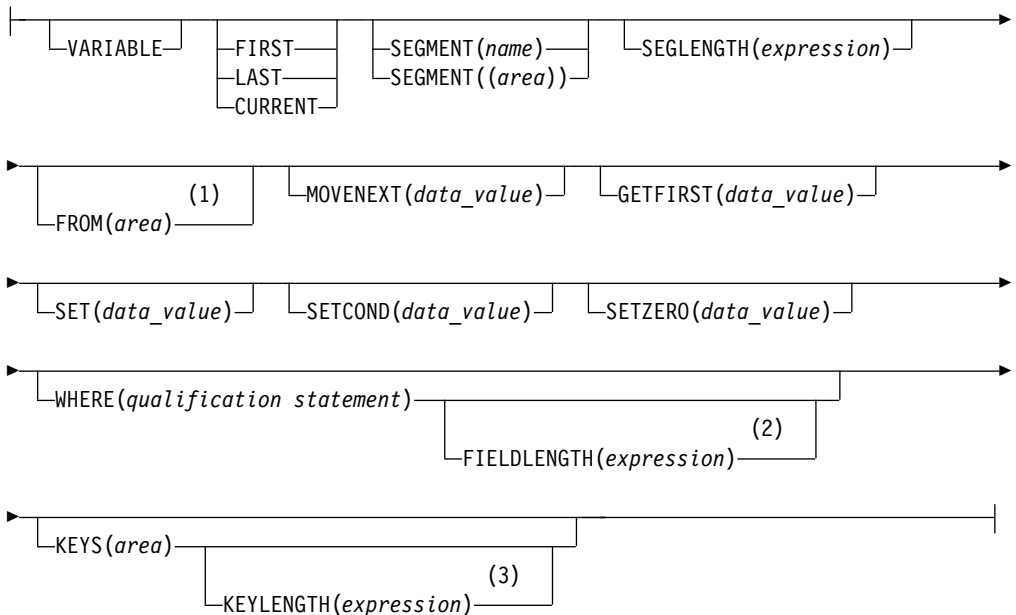 VARIABLE FIRST SEGMENT(name) SEGLENGTH(expression)
LAST SEGMENT((area))
CURRENT
(1) MOVENEXT(data_value) GETFIRST(data_value)
FROM(area)
SET(data_value) SETCOND(data_value) SETZERO(data_value)
WHERE(qualification statement)
(2)
FIELDLENGTH(expression)
KEYS(area)
(3)
KEYLENGTH(expression)